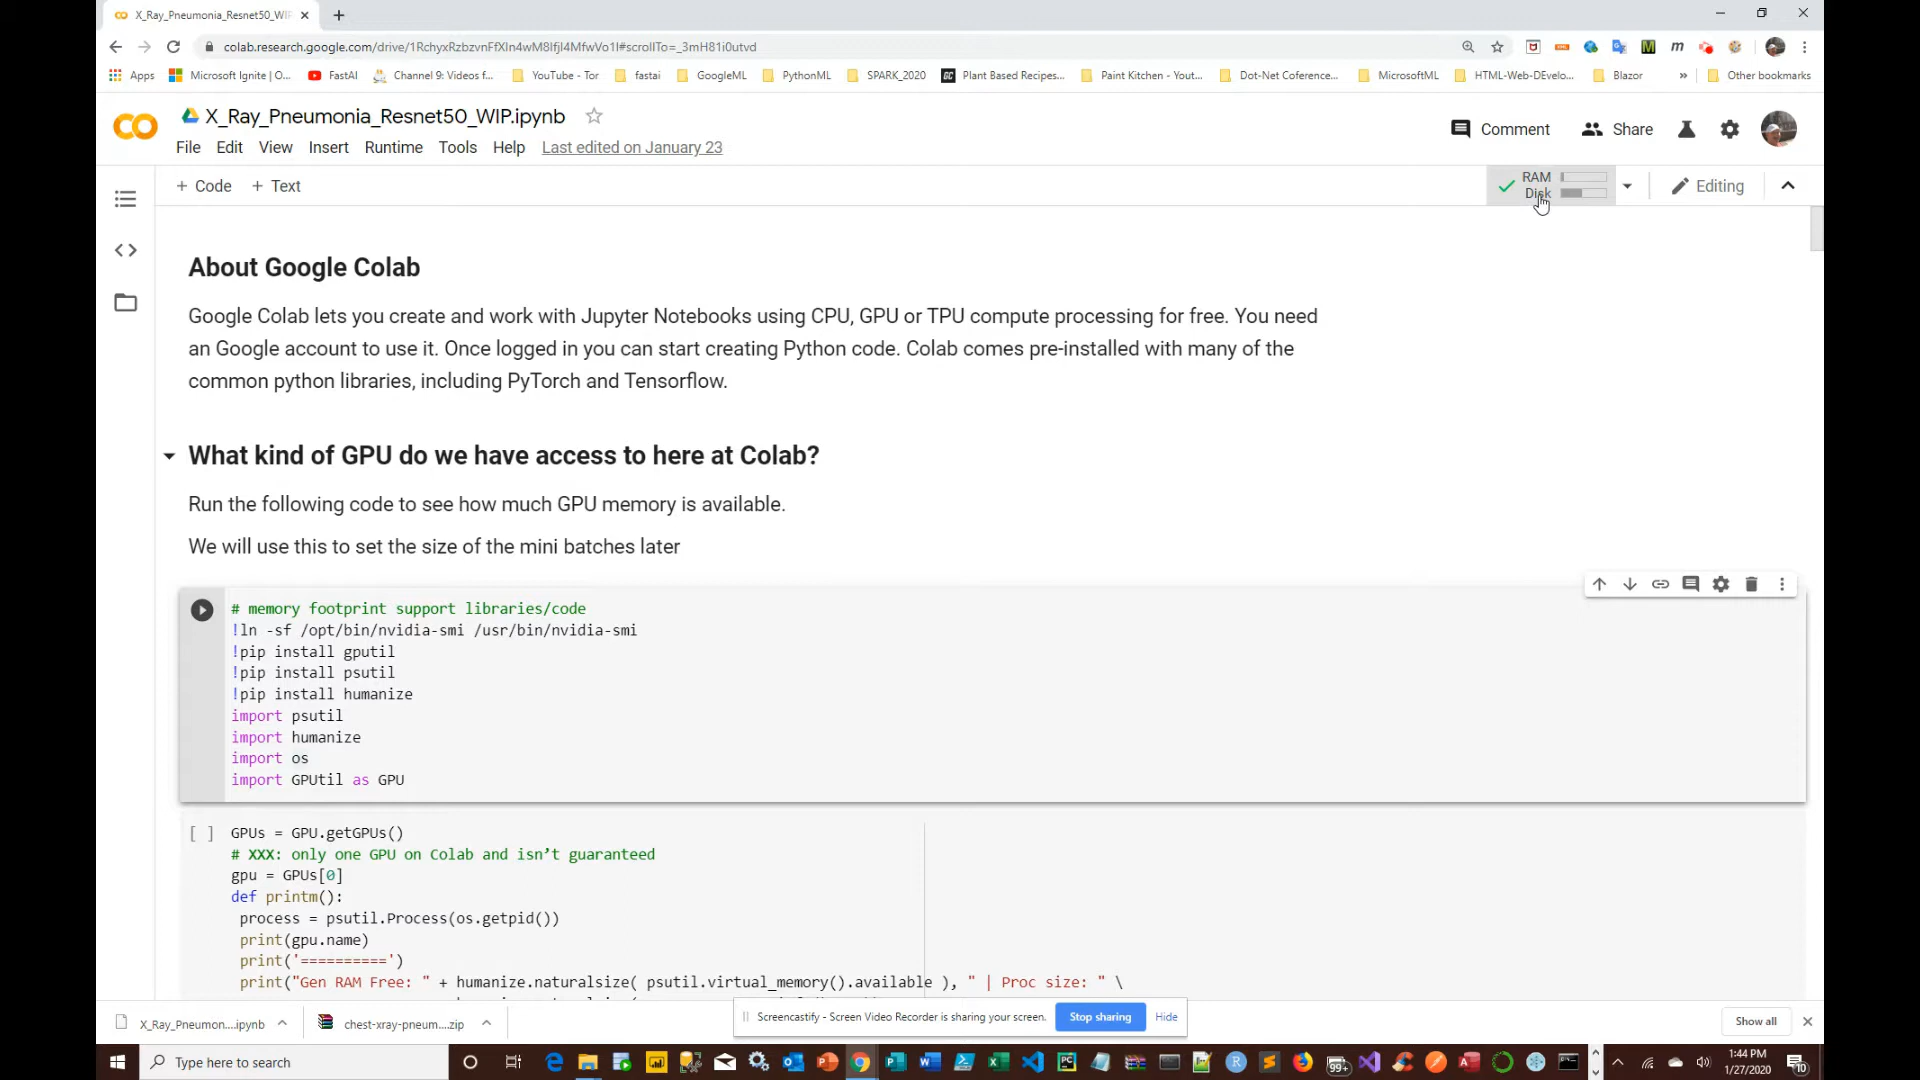 X_Ray_Pneumonia_Resnet50_WIP
colab.research.google.com/drive/1RchyxRzbzvnFfXIn4wM8IfjI4MfwVo1I#scrollTo=_3mH81i0utvd
Apps Microsoft Ignite | O... FastAI Channel 9: Videos f... YouTube - Tor fastai GoogleML PythonML SPARK_2020 Plant Based Recipes... Paint Kitchen - Yout... Dot-Net Coference... MicrosoftML HTML-Web-DEvelo... Blazor » Other bookmarks
X_Ray_Pneumonia_Resnet50_WIP.ipynb
Comment Share
File Edit View Insert Runtime Tools Help Last edited on January 23
+ Code + Text
RAM
Disk
Editing
About Google Colab
Google Colab lets you create and work with Jupyter Notebooks using CPU, GPU or TPU compute processing for free. You need
an Google account to use it. Once logged in you can start creating Python code. Colab comes pre-installed with many of the
common python libraries, including PyTorch and Tensorflow.
What kind of GPU do we have access to here at Colab?
Run the following code to see how much GPU memory is available.
We will use this to set the size of the mini batches later
# memory footprint support libraries/code
!ln -sf /opt/bin/nvidia-smi /usr/bin/nvidia-smi
!pip install gputil
!pip install psutil
!pip install humanize
import psutil
import humanize
import os
import GPUtil as GPU
[ ] GPUs = GPU.getGPUs()
# XXX: only one GPU on Colab and isn’t guaranteed
gpu = GPUs[0]
def printm():
process = psutil.Process(os.getpid())
print(gpu.name)
print('==========')
print("Gen RAM Free: " + humanize.naturalsize( psutil.virtual_memory().available ), " | Proc size: " \
X_Ray_Pneumon....ipynb chest-xray-pneum....zip
Screencastify - Screen Video Recorder is sharing your screen. Stop sharing Hide
Show all
Type here to search
99+
1:44 PM
1/27/2020
10